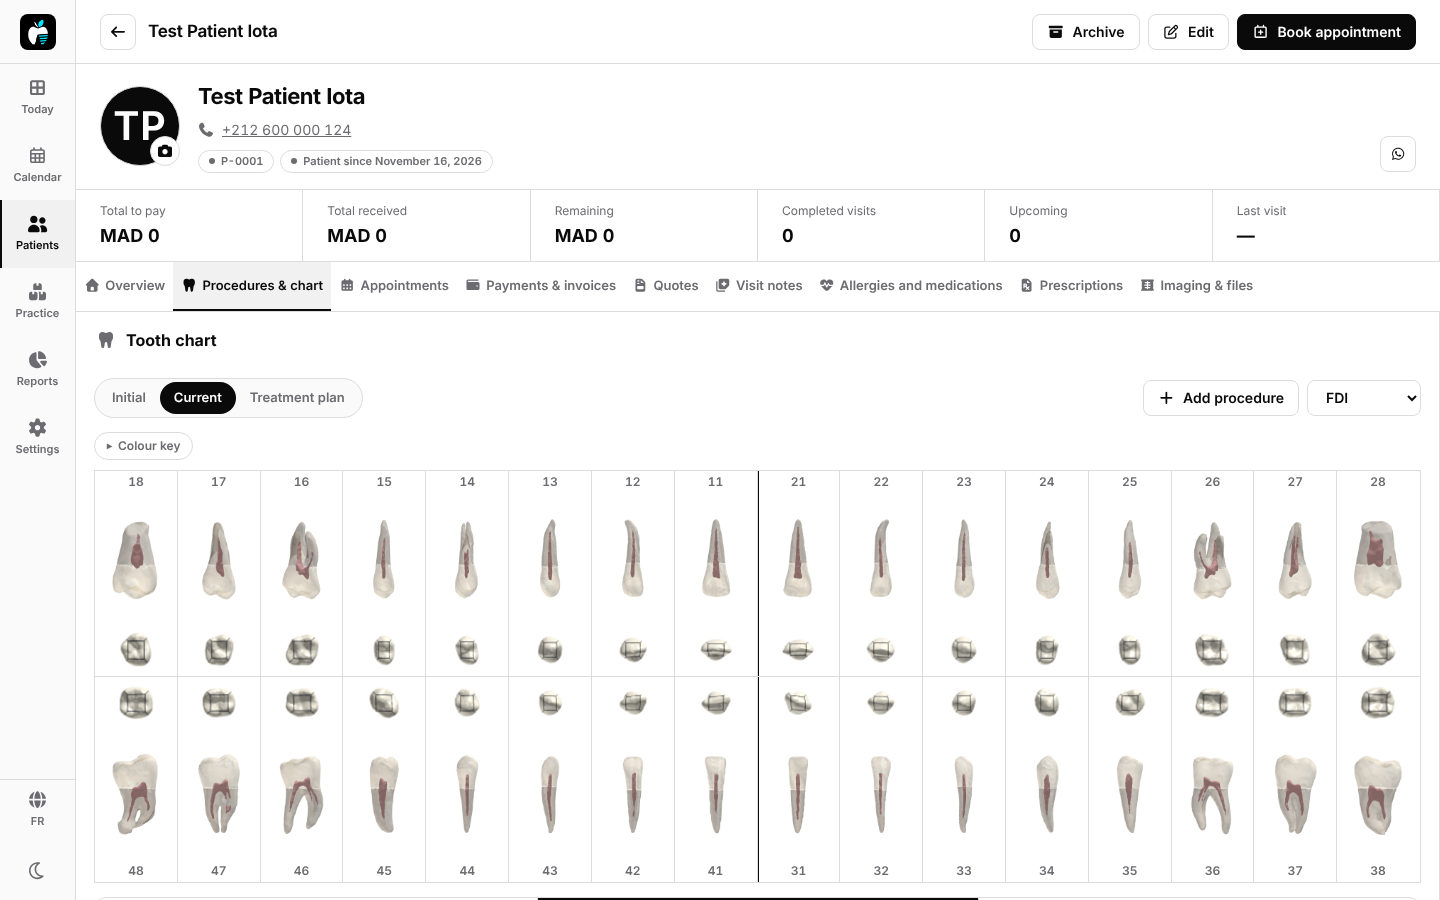 Test Patient Iota
Archive
Edit
Book appointment
Today
Calendar
Patients
Practice
Reports
Settings
FR
TP
Test Patient Iota
+212 600 000 124
P-0001
Patient since November 16, 2026
Total to pay
MAD 0
Total received
MAD 0
Remaining
MAD 0
Completed visits
0
Upcoming
0
Last visit
—
Overview
Procedures & chart
Appointments
Payments & invoices
Quotes
Visit notes
Allergies and medications
Prescriptions
Imaging & files
Tooth chart
Initial
Current
Treatment plan
Add procedure
FDI
Colour key
18 17 16 15 14 13 12 11 21 22 23 24 25 26 27 28
48 47 46 45 44 43 42 41 31 32 33 34 35 36 37 38